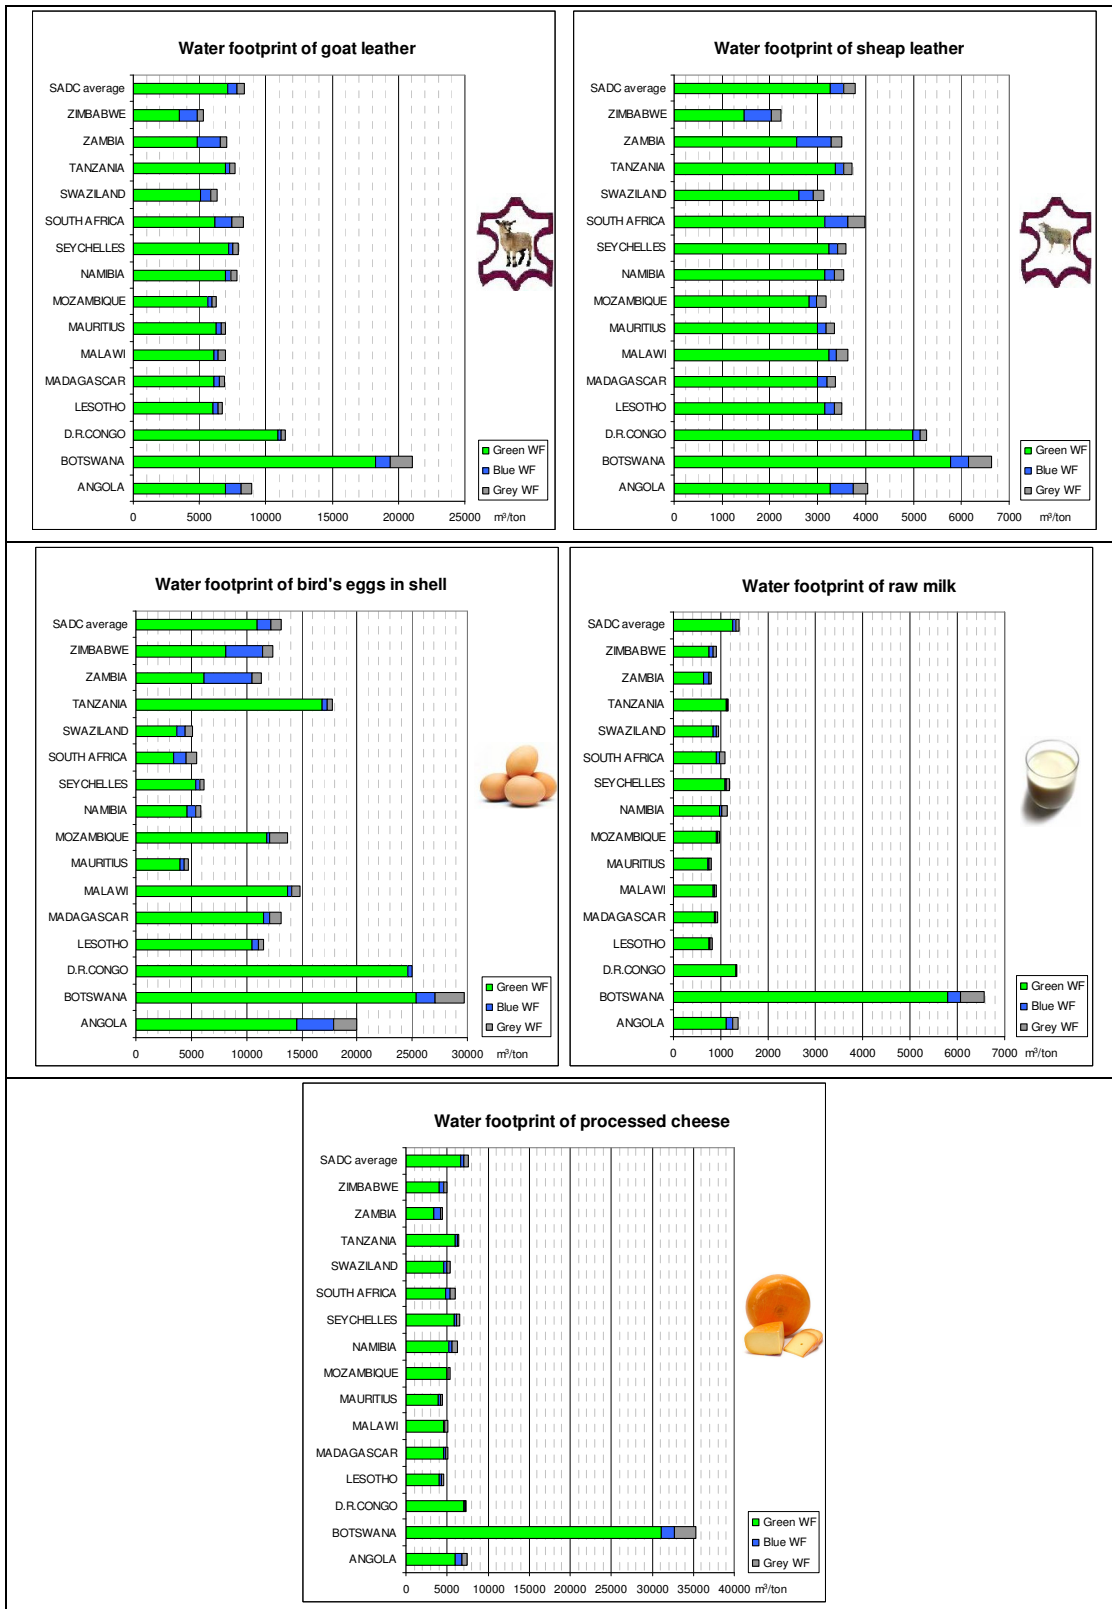 Water footprint of goat leather
SADC average
ZIMBABWE
ZAMBIA
TANZANIA
SWAZILAND
SOUTH AFRICA
SEYCHELLES
NAMIBIA
MOZAMBIQUE
MAURITIUS
MALAWI
MADAGASCAR
LESOTHO
D.R.CONGO
BOTSWANA
ANGOLA
Green WF
Blue WF
Grey WF
0 5000 10000 15000 20000 25000 m³/ton
Water footprint of sheap leather
SADC average
ZIMBABWE
ZAMBIA
TANZANIA
SWAZILAND
SOUTH AFRICA
SEYCHELLES
NAMIBIA
MOZAMBIQUE
MAURITIUS
MALAWI
MADAGASCAR
LESOTHO
D.R.CONGO
BOTSWANA
ANGOLA
Green WF
Blue WF
Grey WF
0 1000 2000 3000 4000 5000 6000 7000 m³/ton
Water footprint of bird's eggs in shell
SADC average
ZIMBABWE
ZAMBIA
TANZANIA
SWAZILAND
SOUTH AFRICA
SEYCHELLES
NAMIBIA
MOZAMBIQUE
MAURITIUS
MALAWI
MADAGASCAR
LESOTHO
D.R.CONGO
BOTSWANA
ANGOLA
Green WF
Blue WF
Grey WF
0 5000 10000 15000 20000 25000 30000 m³/ton
Water footprint of raw milk
SADC average
ZIMBABWE
ZAMBIA
TANZANIA
SWAZILAND
SOUTH AFRICA
SEYCHELLES
NAMIBIA
MOZAMBIQUE
MAURITIUS
MALAWI
MADAGASCAR
LESOTHO
D.R.CONGO
BOTSWANA
ANGOLA
Green WF
Blue WF
Grey WF
0 1000 2000 3000 4000 5000 6000 7000 m³/ton
Water footprint of processed cheese
SADC average
ZIMBABWE
ZAMBIA
TANZANIA
SWAZILAND
SOUTH AFRICA
SEYCHELLES
NAMIBIA
MOZAMBIQUE
MAURITIUS
MALAWI
MADAGASCAR
LESOTHO
D.R.CONGO
BOTSWANA
ANGOLA
Green WF
Blue WF
Grey WF
0 5000 10000 15000 20000 25000 30000 35000 40000 m³/ton